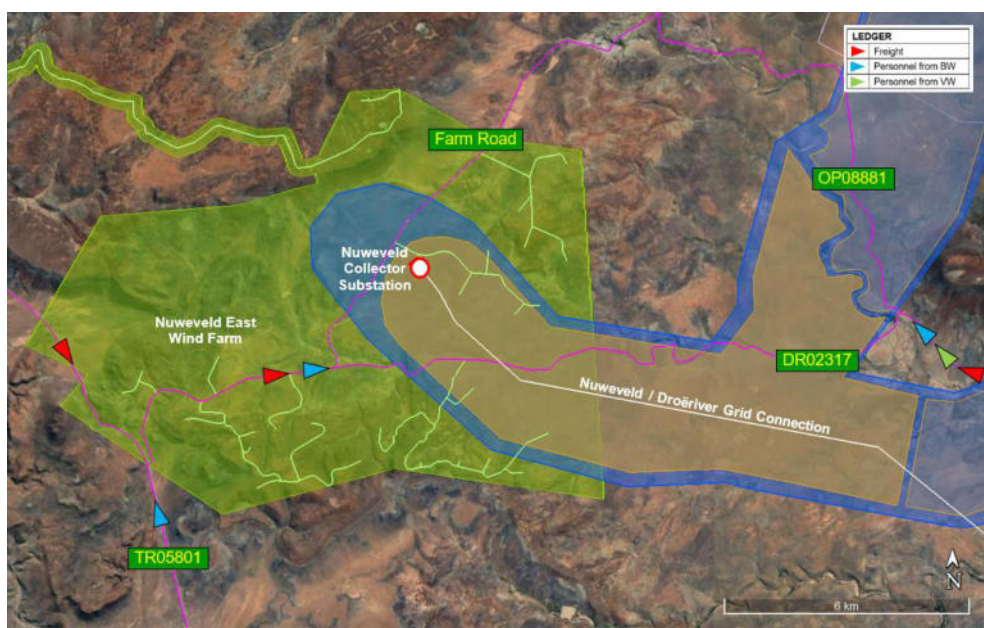 LEDGER
Freight
Personnel from BW
Personnel from VW
Farm Road
OP08881
Nuweveld
Collector
Substation
Nuweveld East
Wind Farm
DR02317
Nuweveld / Droëriver Grid Connection
TR05801
N
6 km